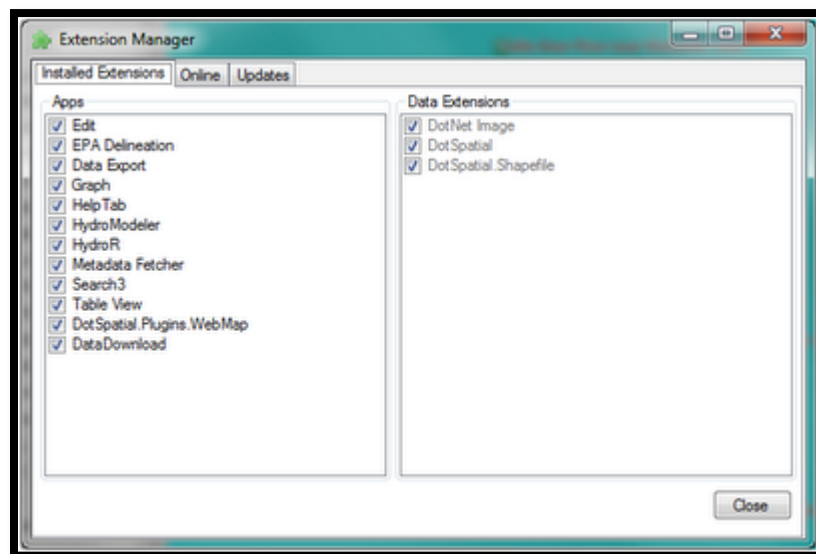 Extension Manager
Installed Extensions Online Updates
Apps
Edit
EPA Delineation
Data Export
Graph
HelpTab
HydroModeler
HydroR
Metadata Fetcher
Search3
Table View
DotSpatial.Plugins.WebMap
DataDownload
Data Extensions
DotNet Image
DotSpatial
DotSpatial.Shapefile
Close